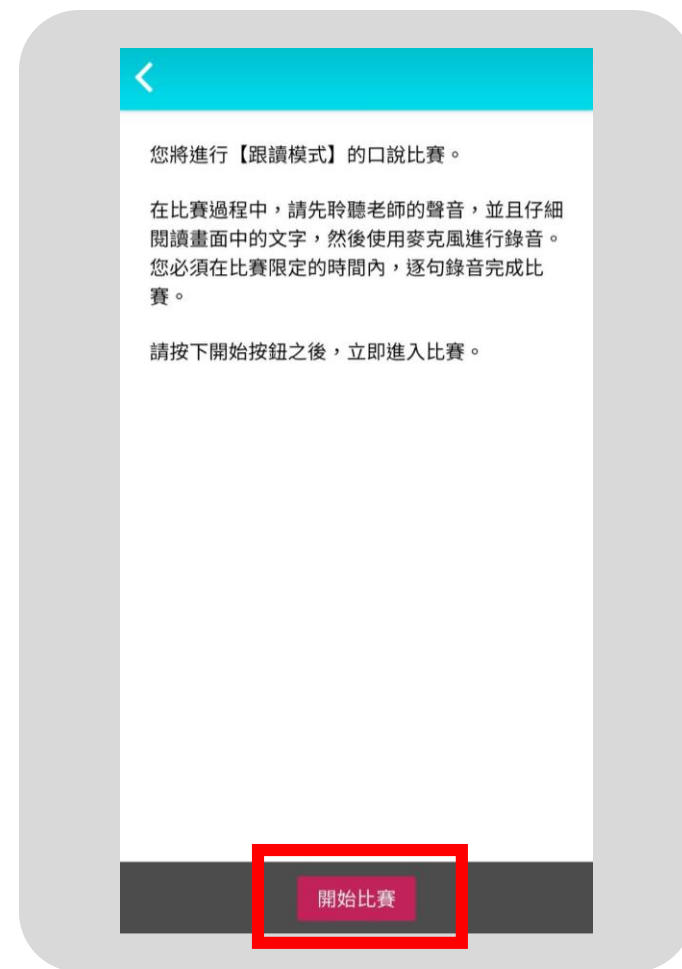 您將進行【跟讀模式】的口說比賽。
在比賽過程中，請先聆聽老師的聲音，並且仔細
閱讀畫面中的文字，然後使用麥克風進行錄音。
您必須在比賽限定的時間內，逐句錄音完成比
賽。
請按下開始按鈕之後，立即進入比賽。
開始比賽